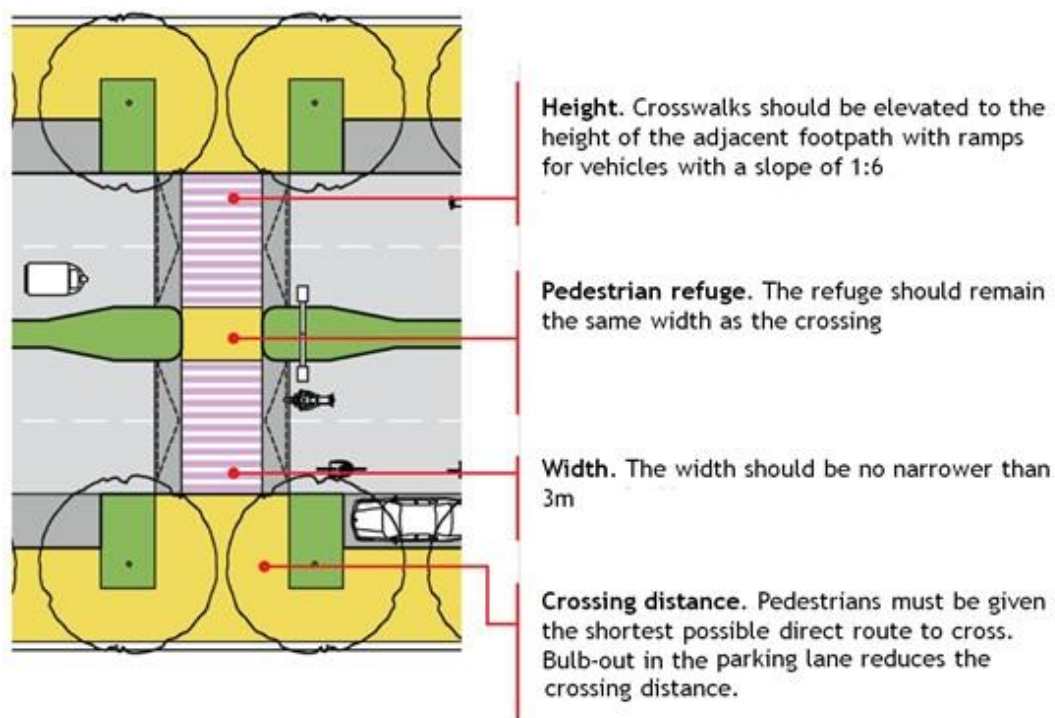 Height. Crosswalks should be elevated to the
height of the adjacent footpath with ramps
for vehicles with a slope of 1:6
Pedestrian refuge. The refuge should remain
the same width as the crossing
Width. The width should be no narrower than
3m
Crossing distance. Pedestrians must be given
the shortest possible direct route to cross.
Bulb-out in the parking lane reduces the
crossing distance.